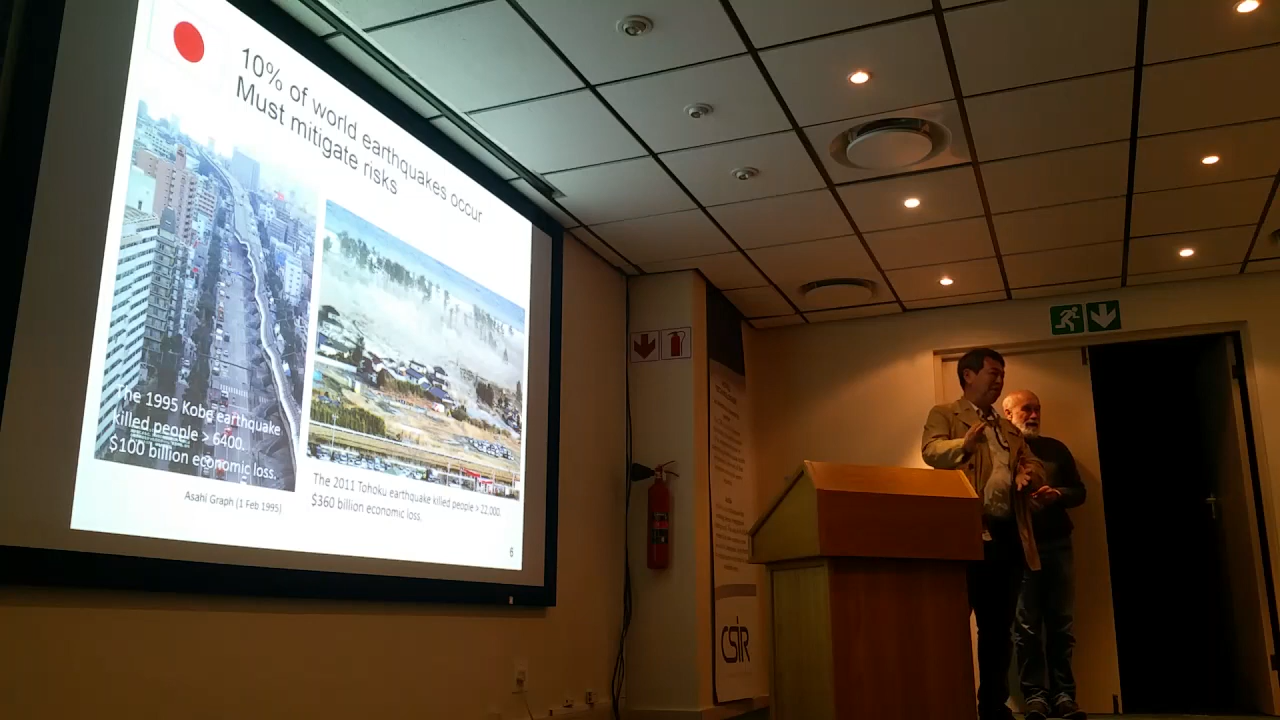 10% of world earthquakes occur
Must mitigate risks
The 1995 Kobe earthquake
killed people > 6400.
$100 billion economic loss.
Asahi Graph (1 Feb 1995)
The 2011 Tohoku earthquake killed people > 22,000.
$360 billion economic loss.
6
CSIR